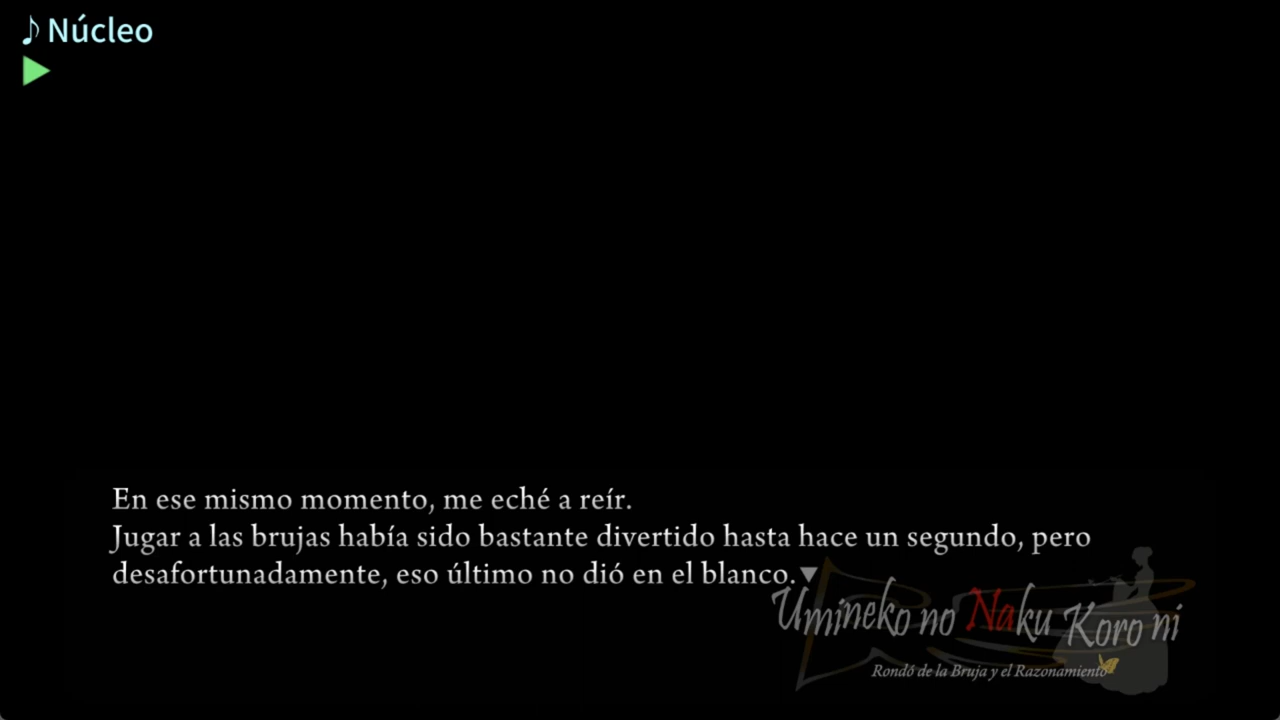 ♪ Núcleo
En ese mismo momento, me eché a reír.
Jugar a las brujas había sido bastante divertido hasta hace un segundo, pero
desafortunadamente, eso último no dió en el blanco.
Umineko no Naku Koro ni
Rondó de la Bruja y el Razonamiento